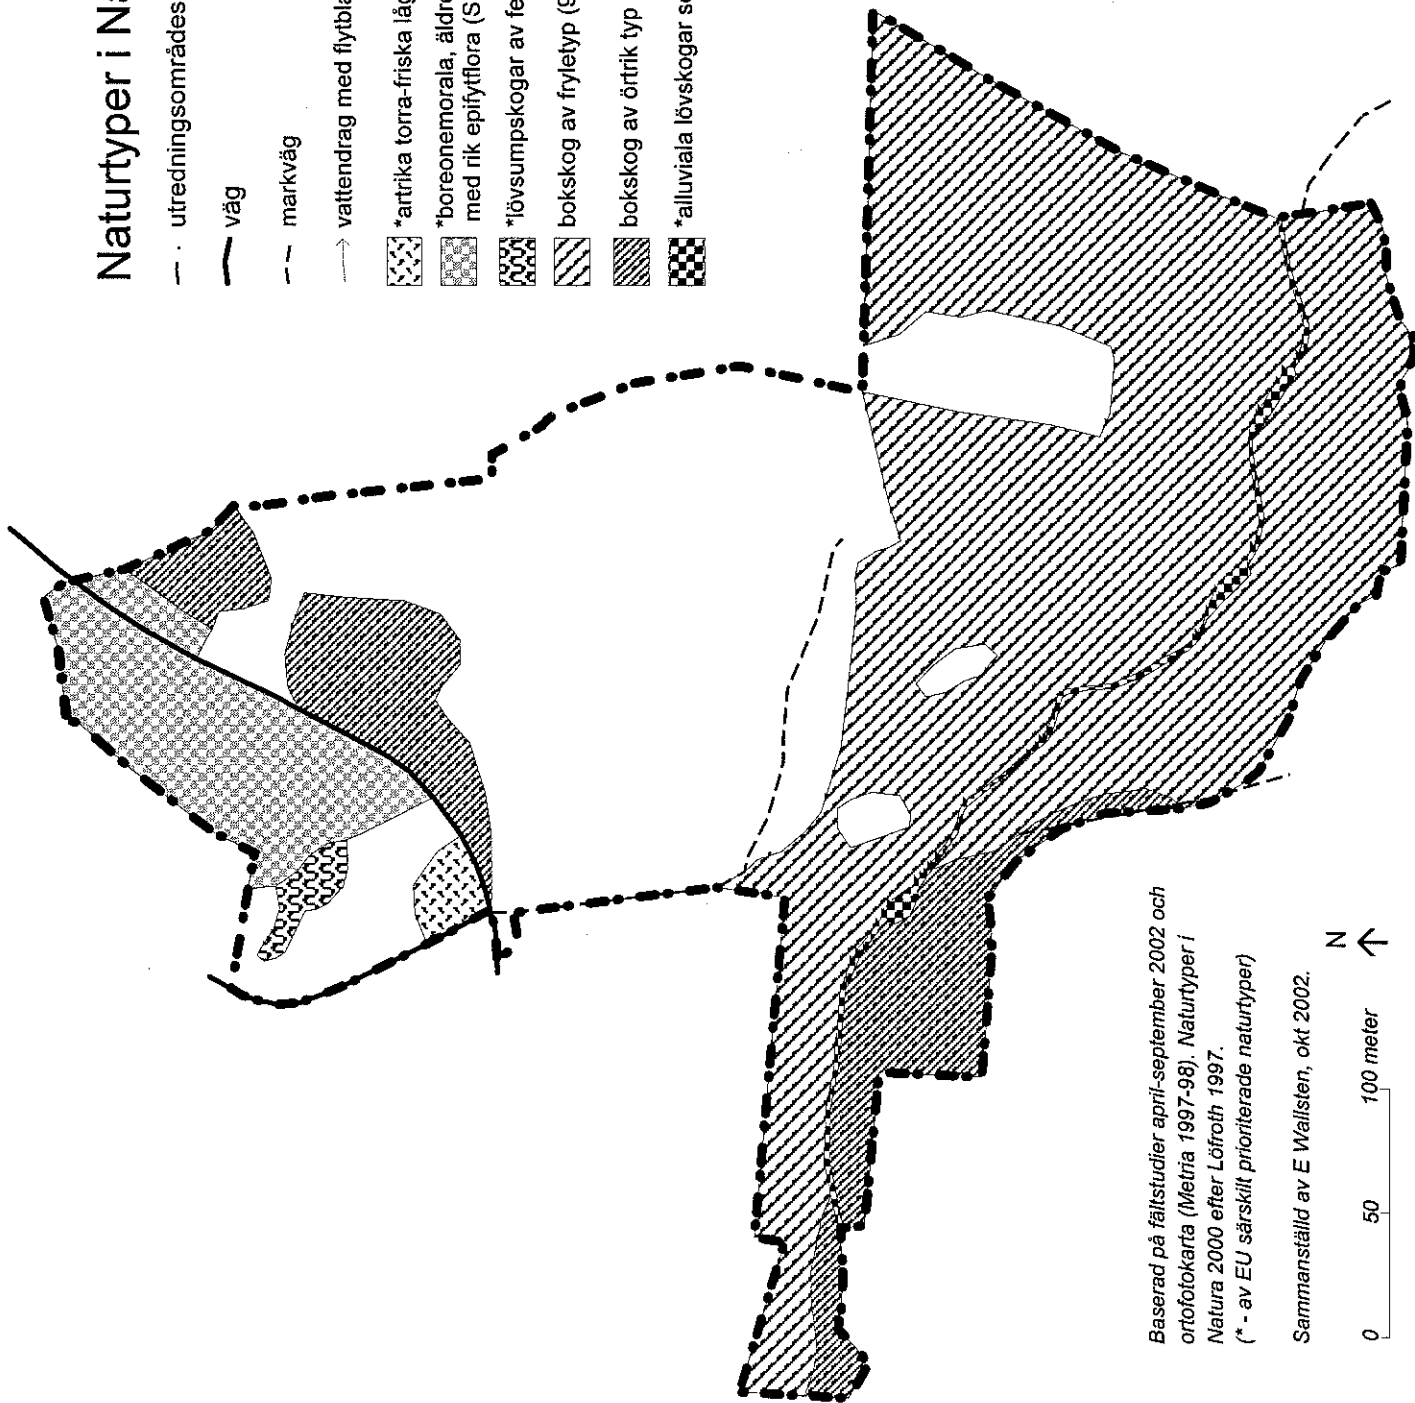 Naturtyper i Na
utredningsområdes
väg
markväg
vattendrag med flytbla
*artrika torra-friska låg
*boreonemorala, äldre
med rik epifytflora (S
*lövsumpskogar av fe
bokskog av fryletyp (9
bokskog av örtrik typ
*alluviala lövskogar so
Baserad på fältstudier april-september 2002 och
ortofotokarta (Metria 1997-98). Naturtyper i
Natura 2000 efter Löfroth 1997.
(* - av EU särskilt prioriterade naturtyper)
Sammanställd av E Wallsten, okt 2002.
N
0 50 100 meter